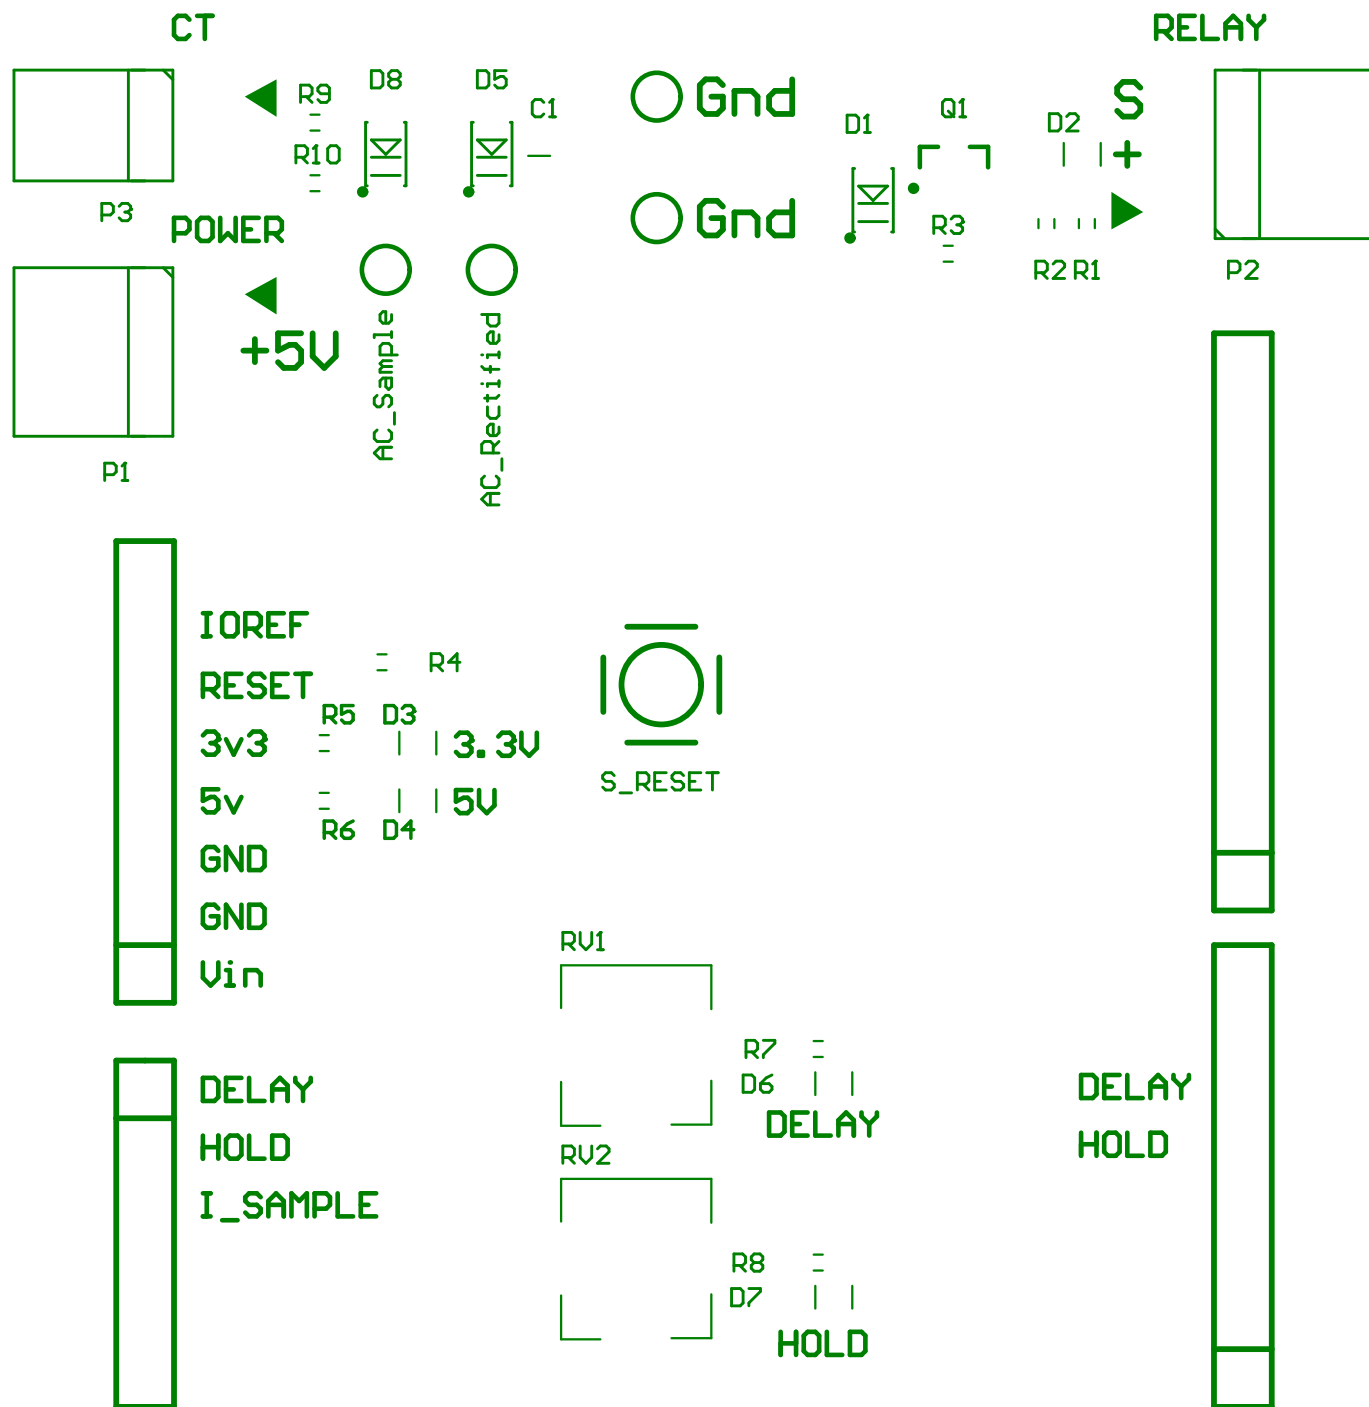 CT
RELAY
D8
D5
R9
C1
Gnd
Q1
S
D1
D2
+
R10
P3
POWER
Gnd
R3
R2
R1
P2
+5V
AC_Sample
AC_Rectified
P1
IOREF
RESET
R4
R5
D3
3v3
3.3V
S_RESET
5v
5V
R6
D4
GND
GND
RV1
Vin
R7
D6
DELAY
DELAY
DELAY
HOLD
RV2
HOLD
I_SAMPLE
R8
D7
HOLD